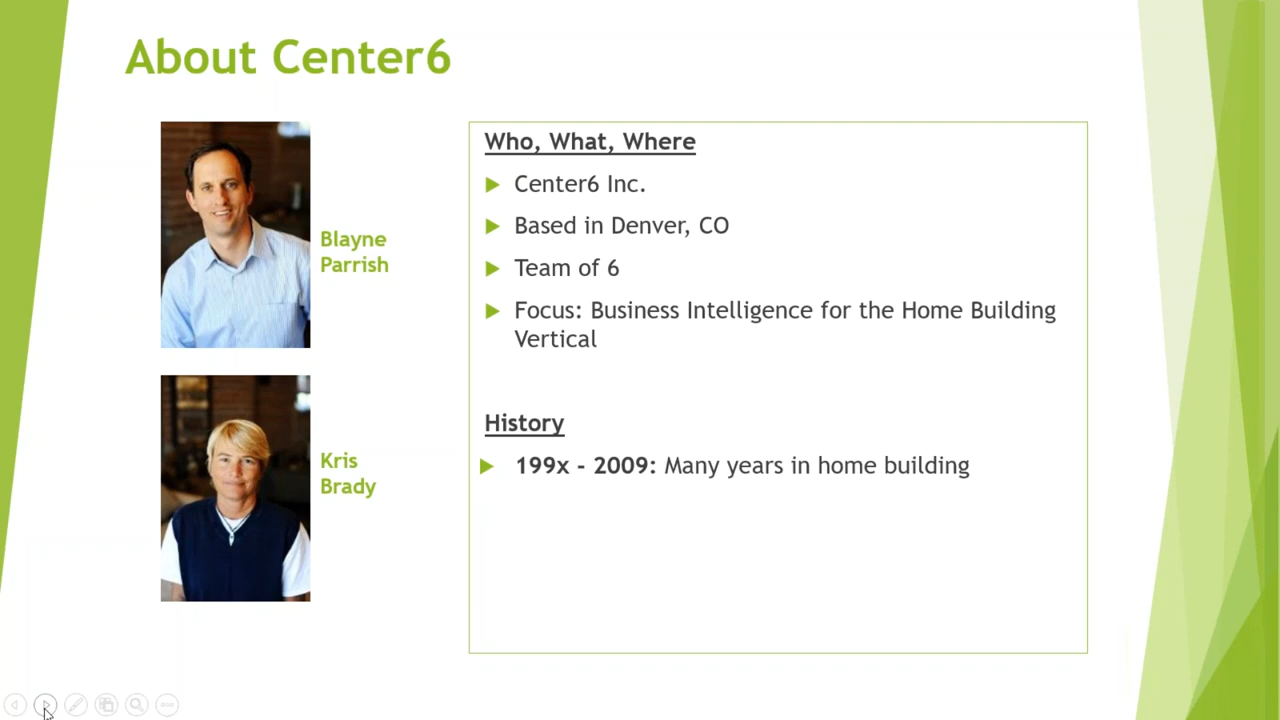 About Center6
Blayne
Parrish
Kris
Brady
Who, What, Where
Center6 Inc.
Based in Denver, CO
Team of 6
Focus: Business Intelligence for the Home Building
Vertical
History
199x - 2009: Many years in home building